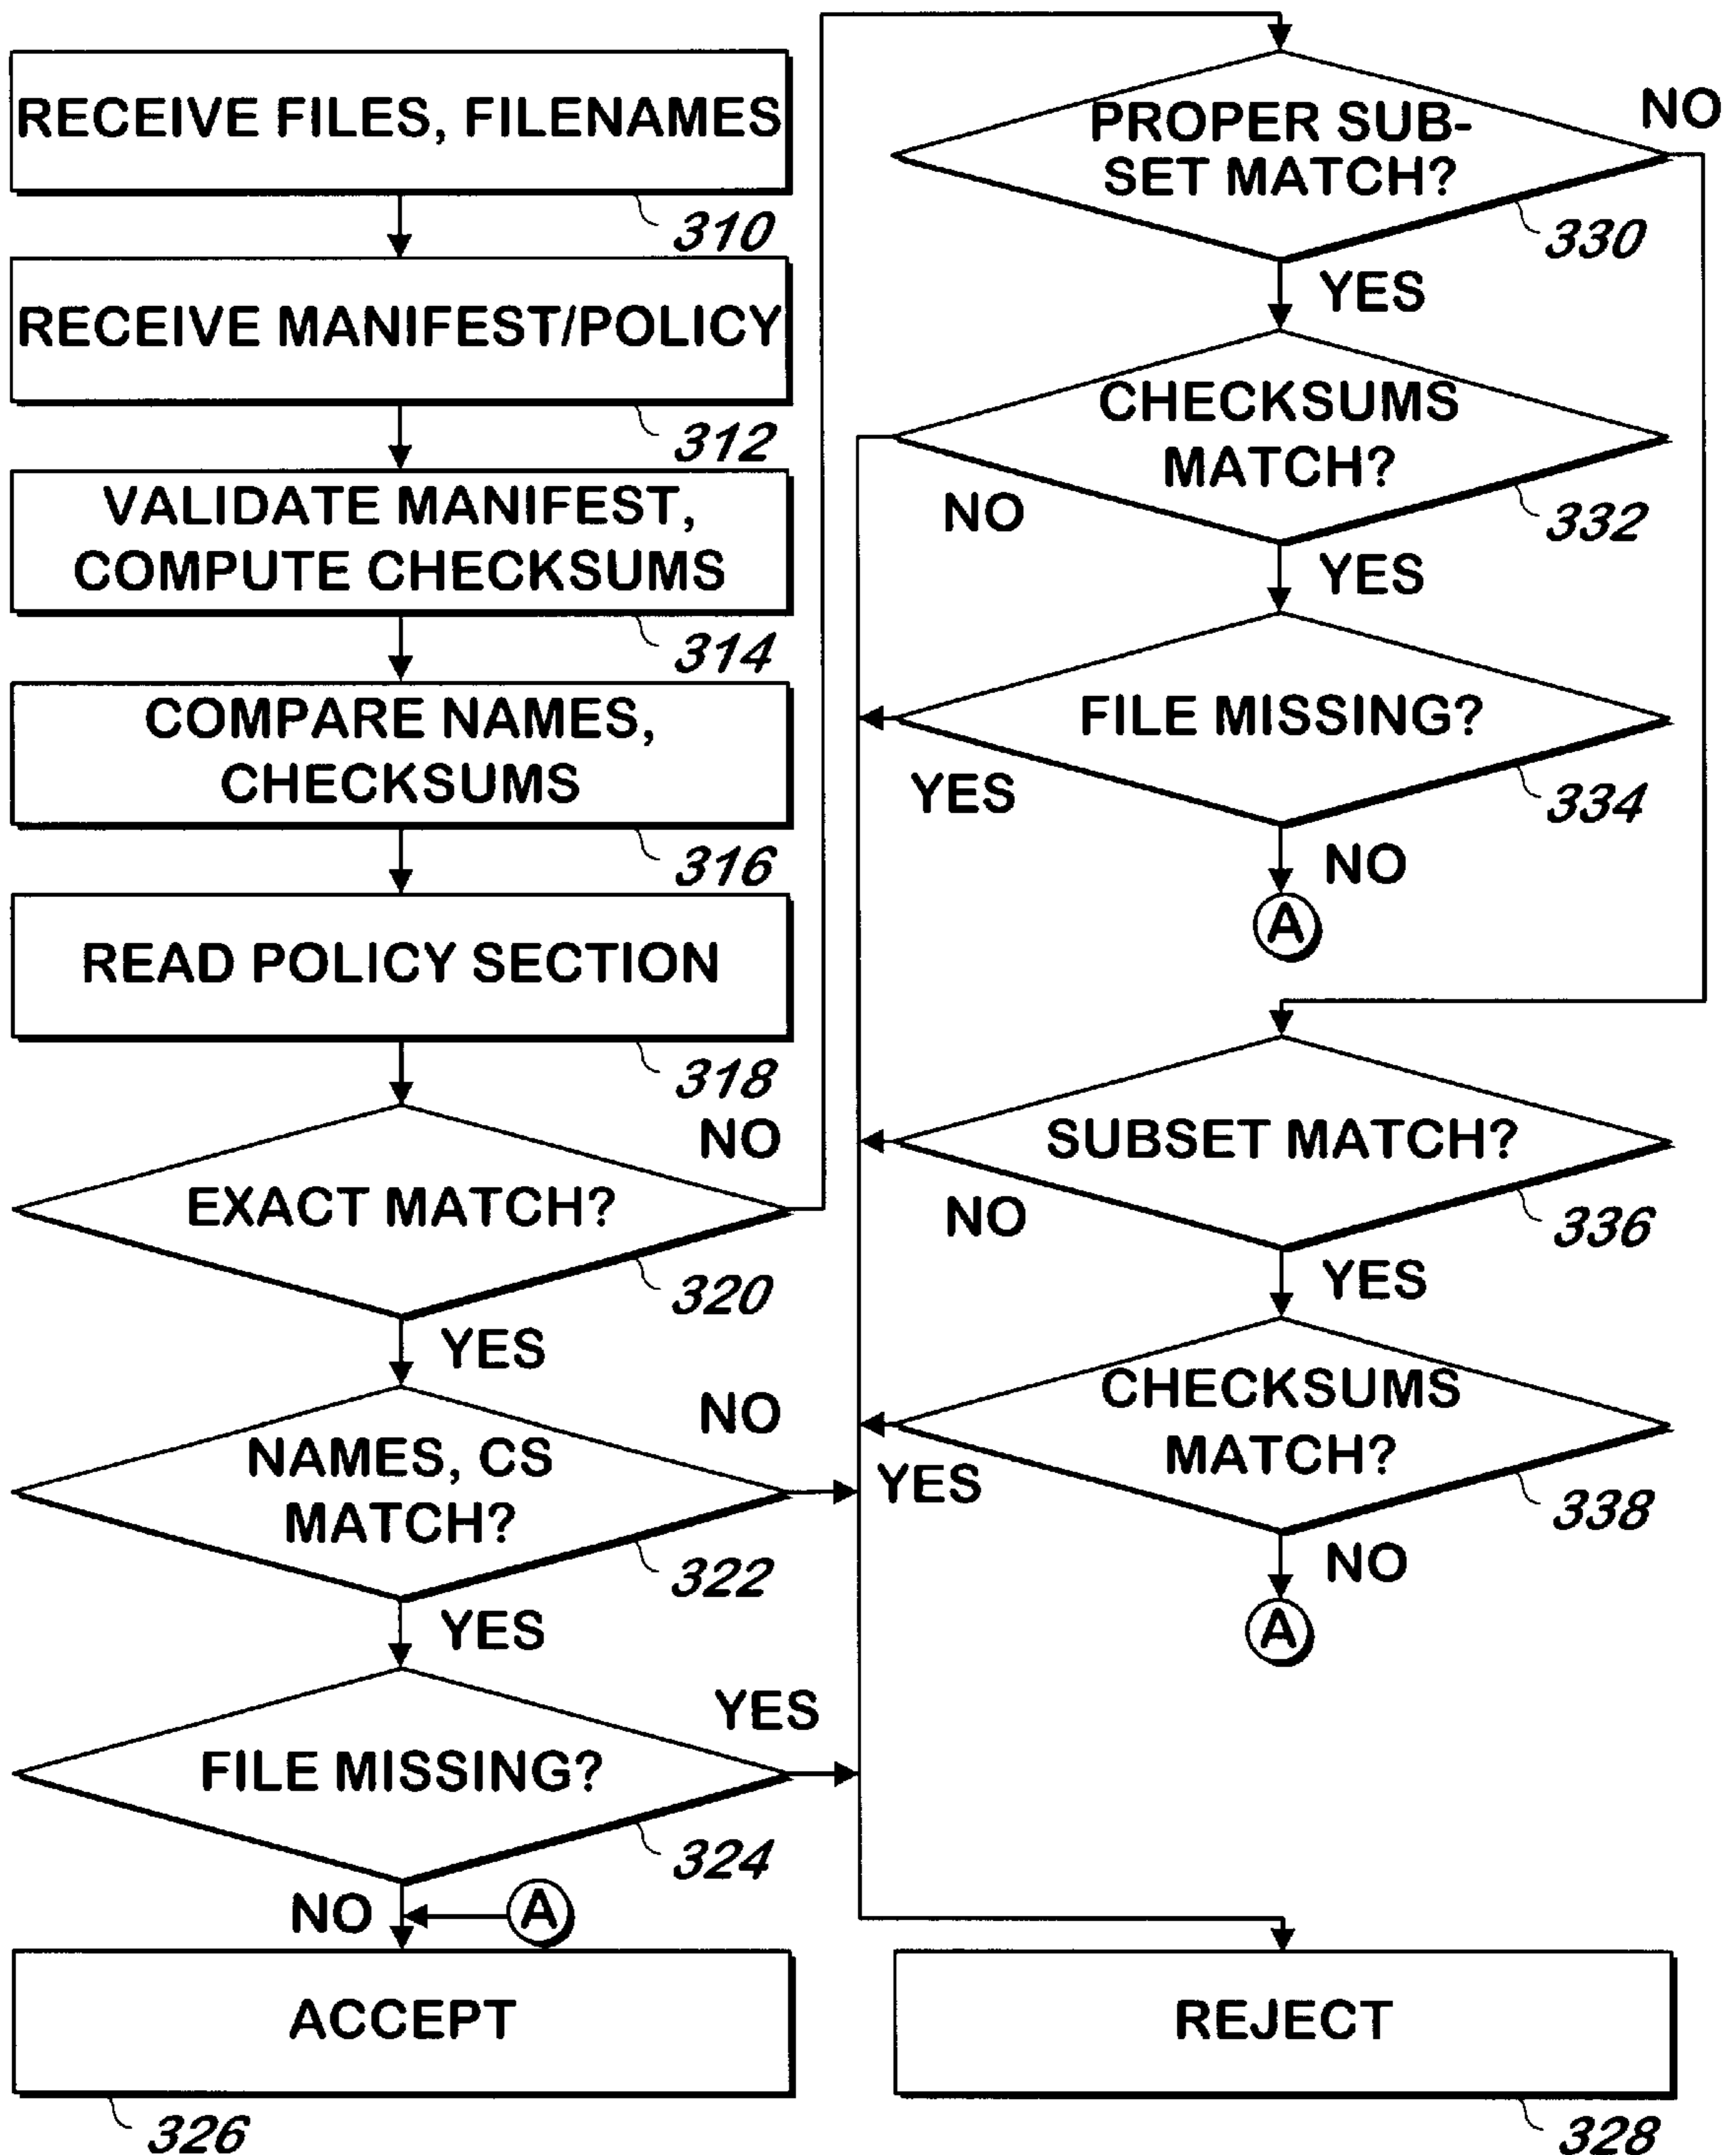 RECEIVE FILES, FILENAMES
310
RECEIVE MANIFEST/POLICY
312
VALIDATE MANIFEST,
COMPUTE CHECKSUMS
314
COMPARE NAMES,
CHECKSUMS
316
READ POLICY SECTION
318
NO
EXACT MATCH?
320
YES
NO
NAMES, CS
MATCH?
322
YES
YES
FILE MISSING?
324
NO
A
ACCEPT
326
PROPER SUB-
SET MATCH?
NO
330
YES
CHECKSUMS
MATCH?
NO
332
YES
FILE MISSING?
YES
334
NO
A
SUBSET MATCH?
NO
336
YES
CHECKSUMS
MATCH?
YES
338
NO
A
REJECT
328